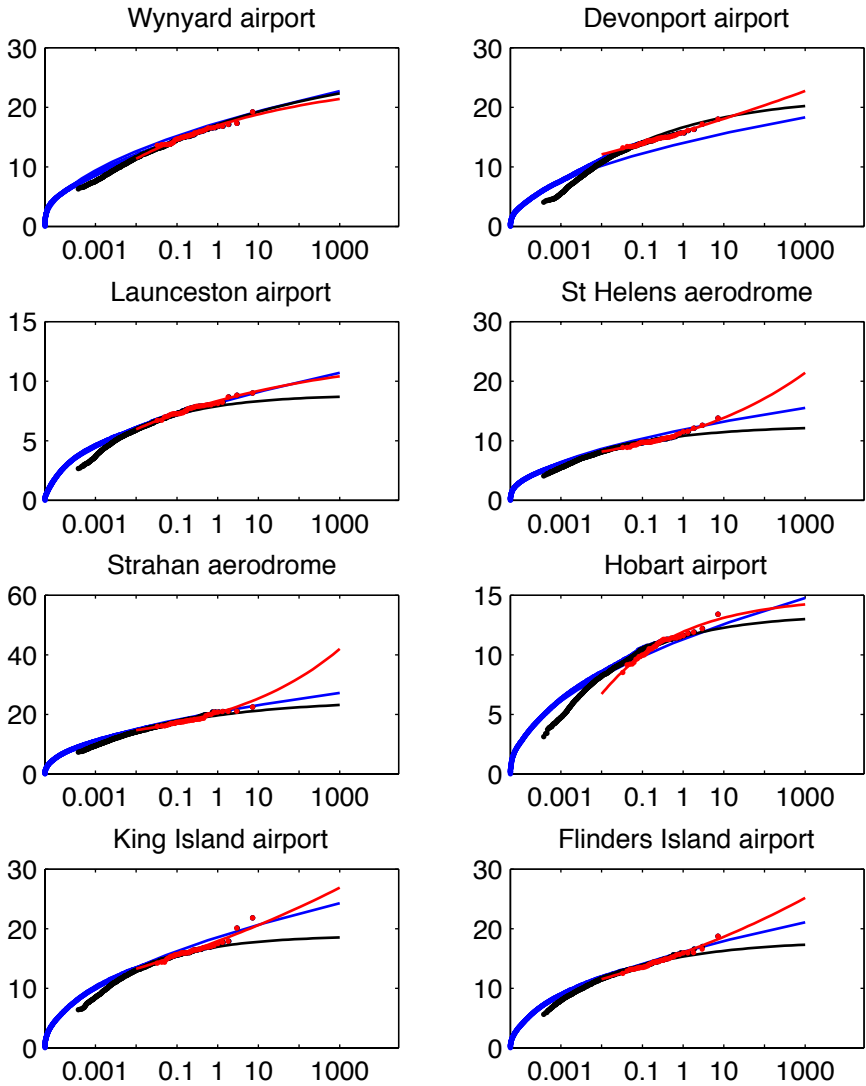 Wynyard airport
30
20
10
0
0.001 0.1 1 10 1000
Devonport airport
30
20
10
0
0.001 0.1 1 10 1000
Launceston airport
15
10
5
0
0.001 0.1 1 10 1000
St Helens aerodrome
30
20
10
0
0.001 0.1 1 10 1000
Strahan aerodrome
60
40
20
0
0.001 0.1 1 10 1000
Hobart airport
15
10
5
0
0.001 0.1 1 10 1000
King Island airport
30
20
10
0
0.001 0.1 1 10 1000
Flinders Island airport
30
20
10
0
0.001 0.1 1 10 1000